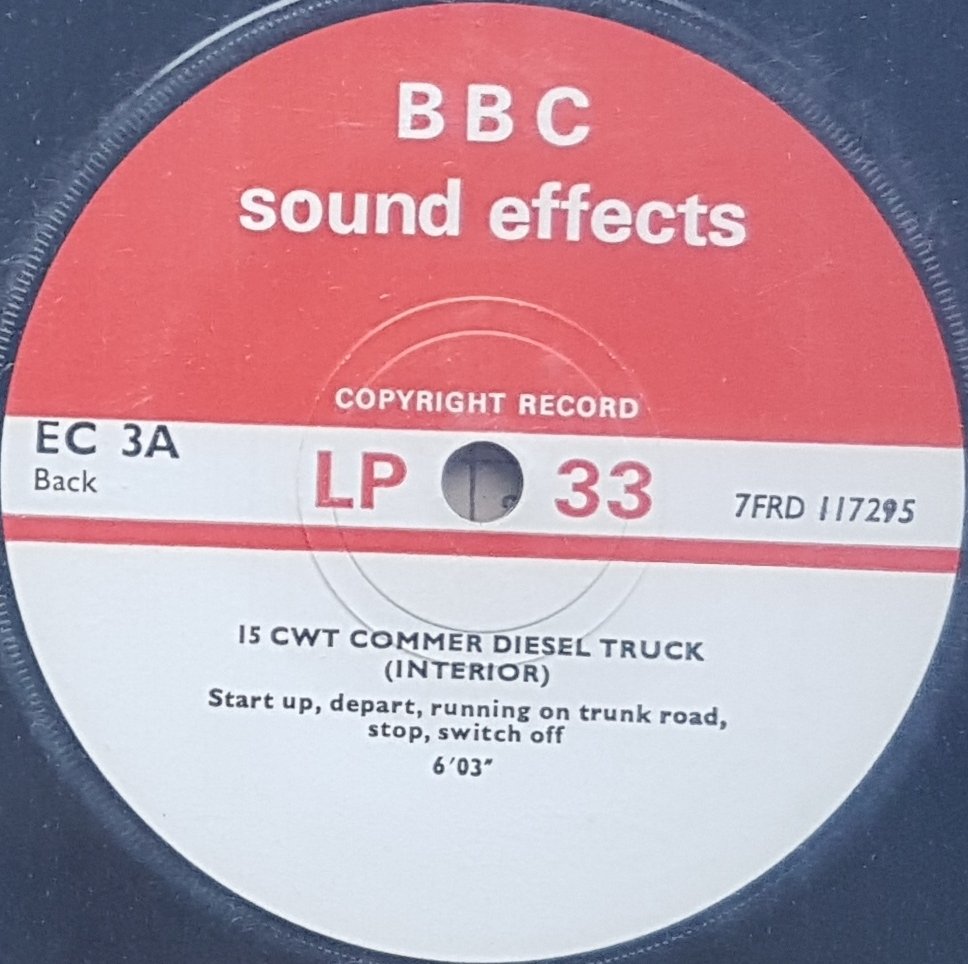 BBC
sound effects
COPYRIGHT RECORD
EC 3A
Back
LP 33
7FRD 117295
15 CWT COMMER DIESEL TRUCK
(INTERIOR)
Start up, depart, running on trunk road,
stop, switch off
6′03″